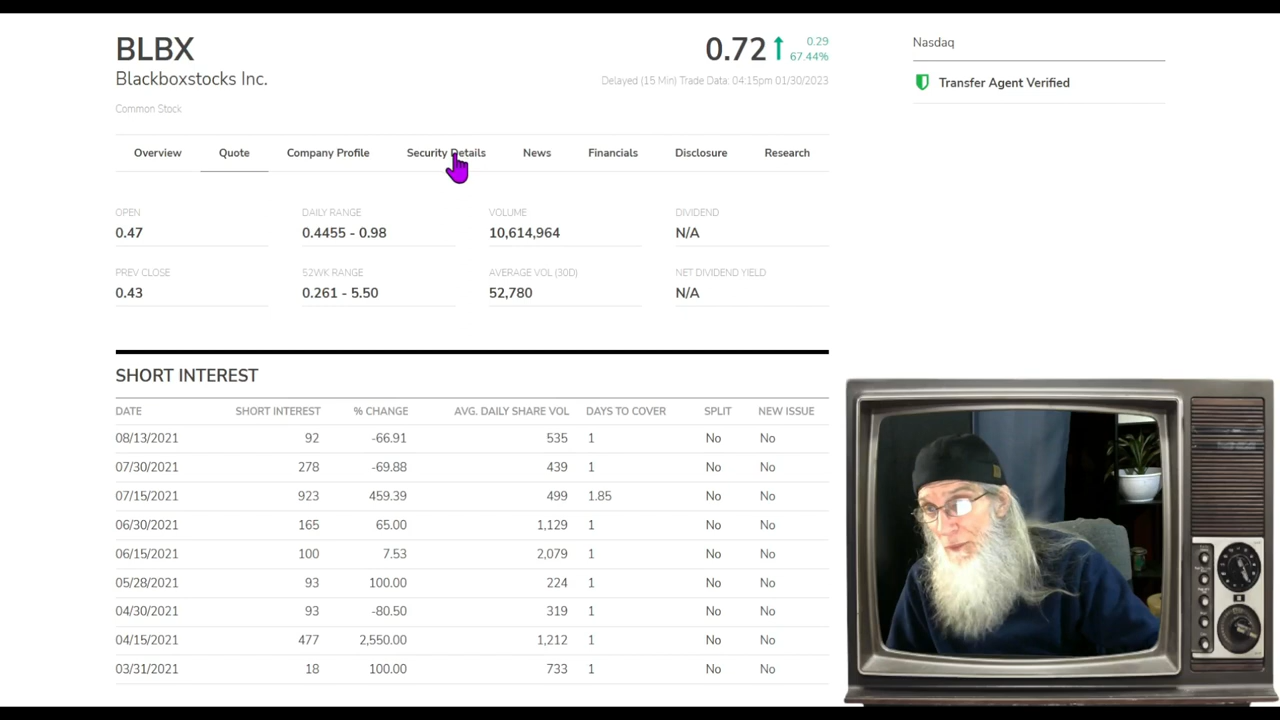 BLBX
Blackboxstocks Inc.
Common Stock
0.72 0.29
67.44%
Delayed (15 Min) Trade Data: 04:15pm 01/30/2023
Nasdaq
Transfer Agent Verified
Overview Quote Company Profile Security Details News Financials Disclosure Research
OPEN DAILY RANGE VOLUME DIVIDEND
0.47 0.4455 - 0.98 10,614,964 N/A
PREV CLOSE 52WK RANGE AVERAGE VOL (30D) NET DIVIDEND YIELD
0.43 0.261 - 5.50 52,780 N/A
SHORT INTEREST
DATE SHORT INTEREST % CHANGE AVG. DAILY SHARE VOL DAYS TO COVER SPLIT NEW ISSUE
08/13/2021 92 -66.91 535 1 No No
07/30/2021 278 -69.88 439 1 No No
07/15/2021 923 459.39 499 1.85 No No
06/30/2021 165 65.00 1,129 1 No No
06/15/2021 100 7.53 2,079 1 No No
05/28/2021 93 100.00 224 1 No No
04/30/2021 93 -80.50 319 1 No No
04/15/2021 477 2,550.00 1,212 1 No No
03/31/2021 18 100.00 733 1 No No